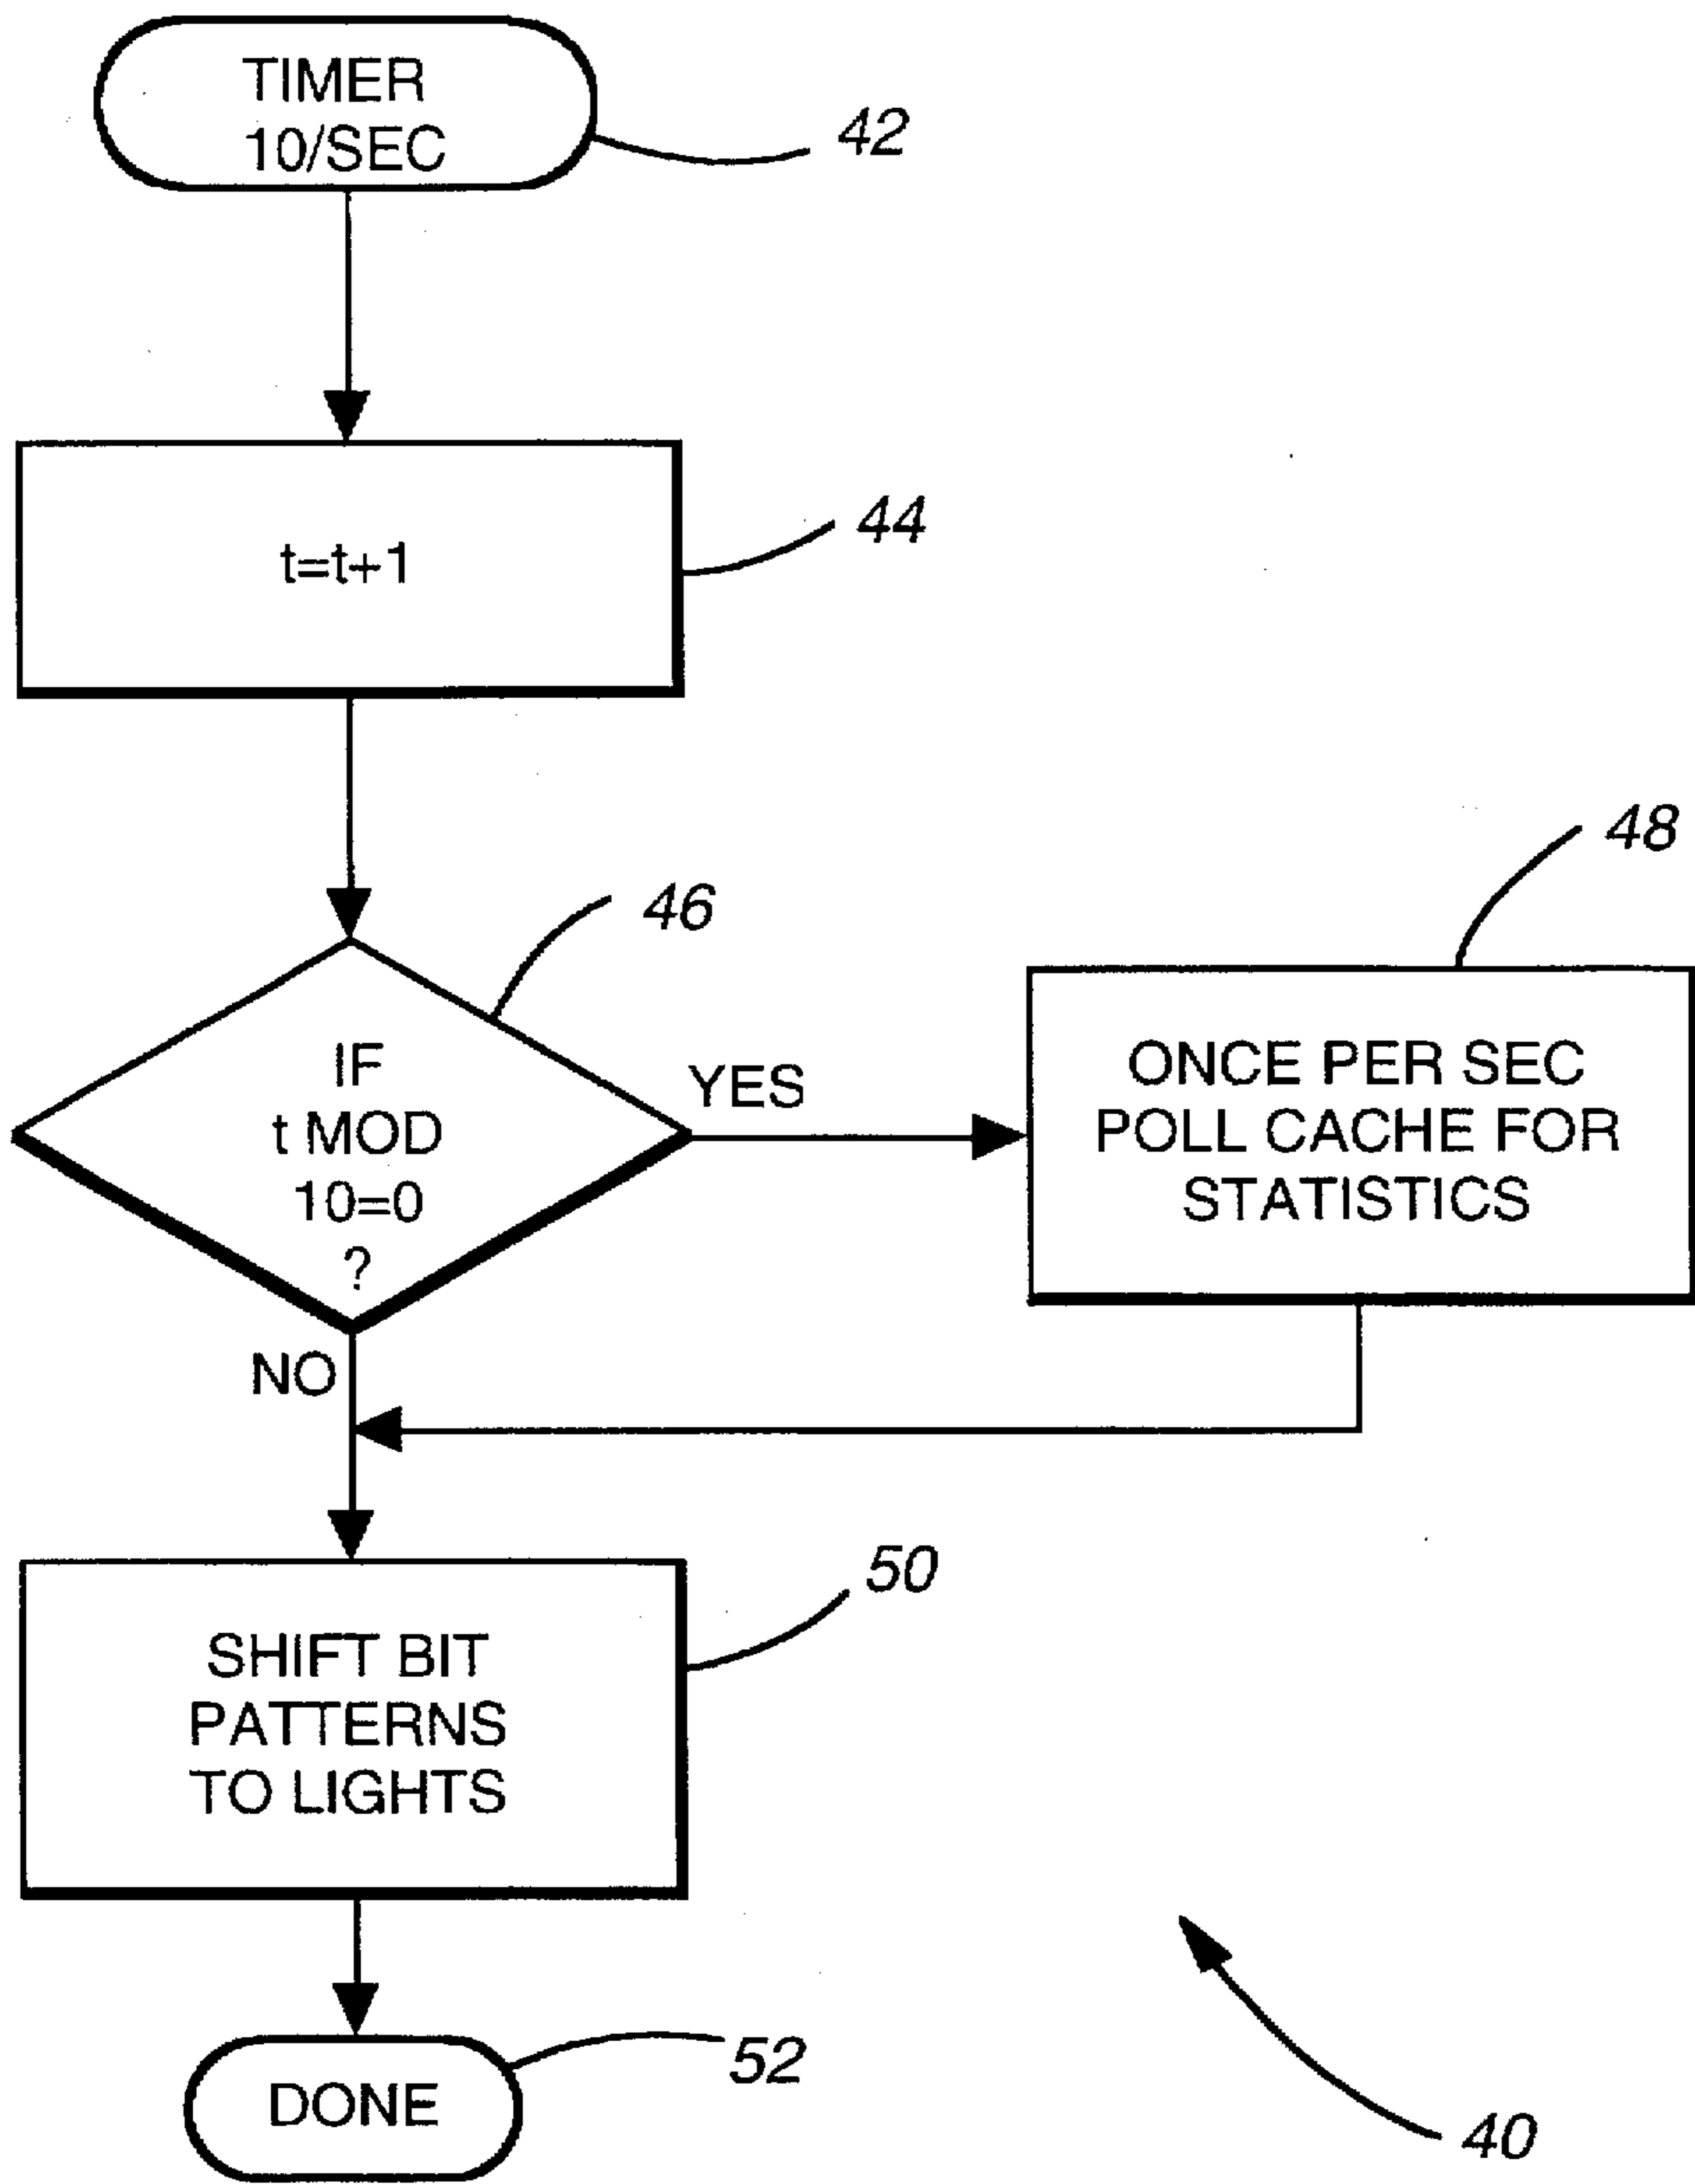 TIMER
10/SEC
42
t=t+1
44
46
IF
t MOD
10=0
?
YES
NO
48
ONCE PER SEC
POLL CACHE FOR
STATISTICS
50
SHIFT BIT
PATTERNS
TO LIGHTS
DONE
52
40